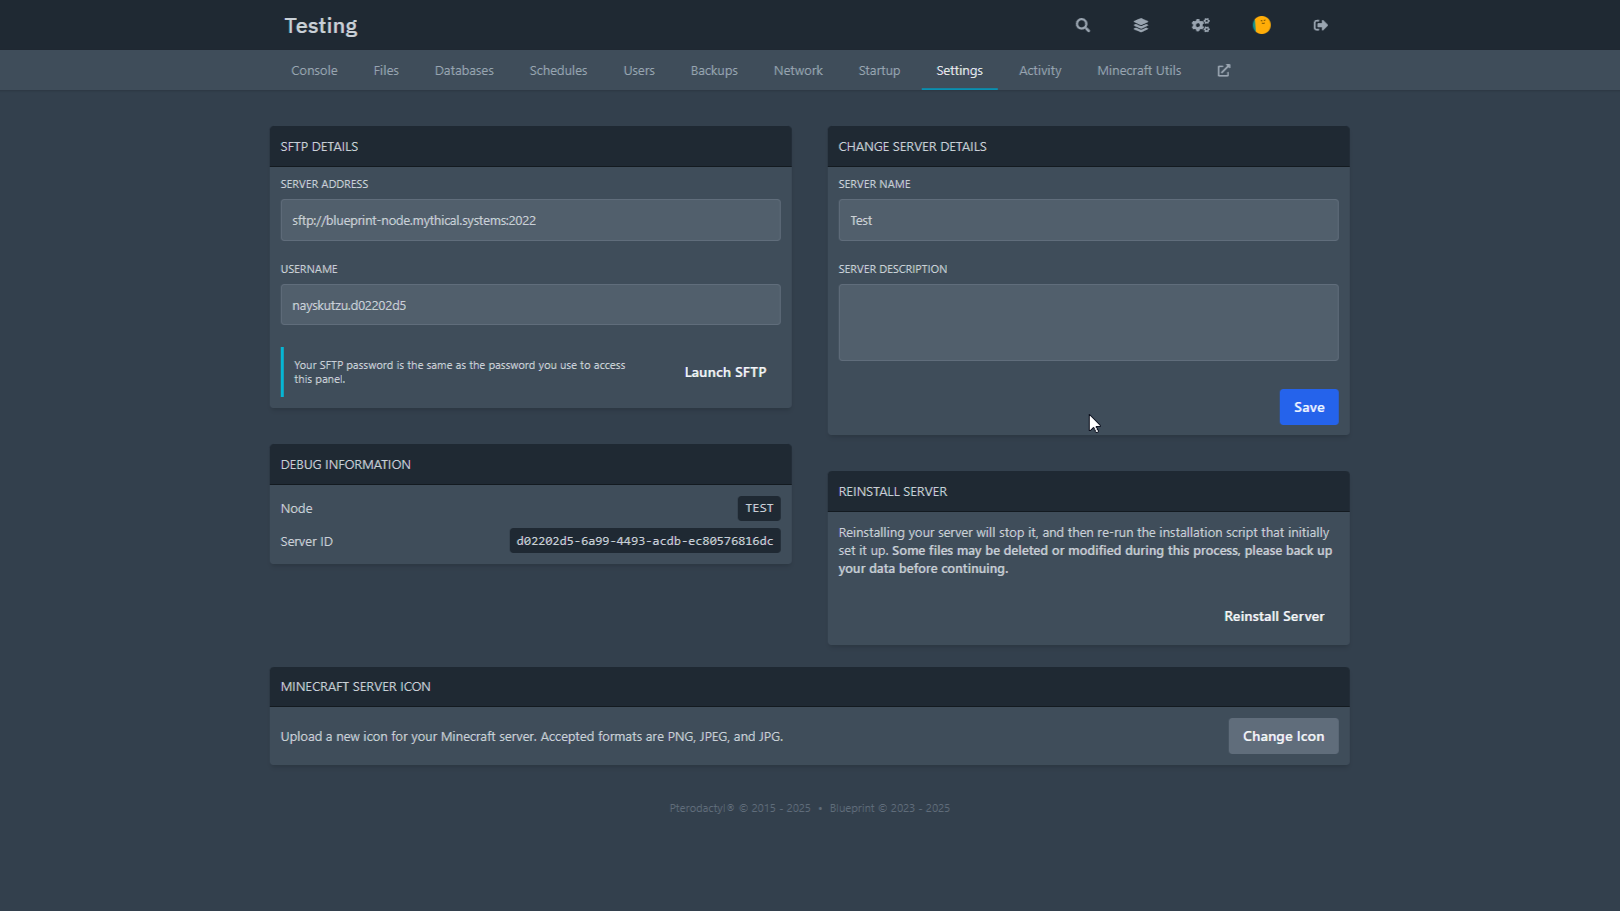 Testing
Console Files Databases Schedules Users Backups Network Startup Settings Activity Minecraft Utils
SFTP DETAILS
SERVER ADDRESS
sftp://blueprint-node.mythical.systems:2022
USERNAME
nayskutzu.d02202d5
Your SFTP password is the same as the password you use to access
this panel.
Launch SFTP
DEBUG INFORMATION
Node TEST
Server ID d02202d5-6a99-4493-acdb-ec80576816dc
CHANGE SERVER DETAILS
SERVER NAME
Test
SERVER DESCRIPTION
Save
REINSTALL SERVER
Reinstalling your server will stop it, and then re-run the installation script that initially
set it up. Some files may be deleted or modified during this process, please back up
your data before continuing.
Reinstall Server
MINECRAFT SERVER ICON
Upload a new icon for your Minecraft server. Accepted formats are PNG, JPEG, and JPG.
Change Icon
Pterodactyl® © 2015 - 2025 • Blueprint © 2023 - 2025